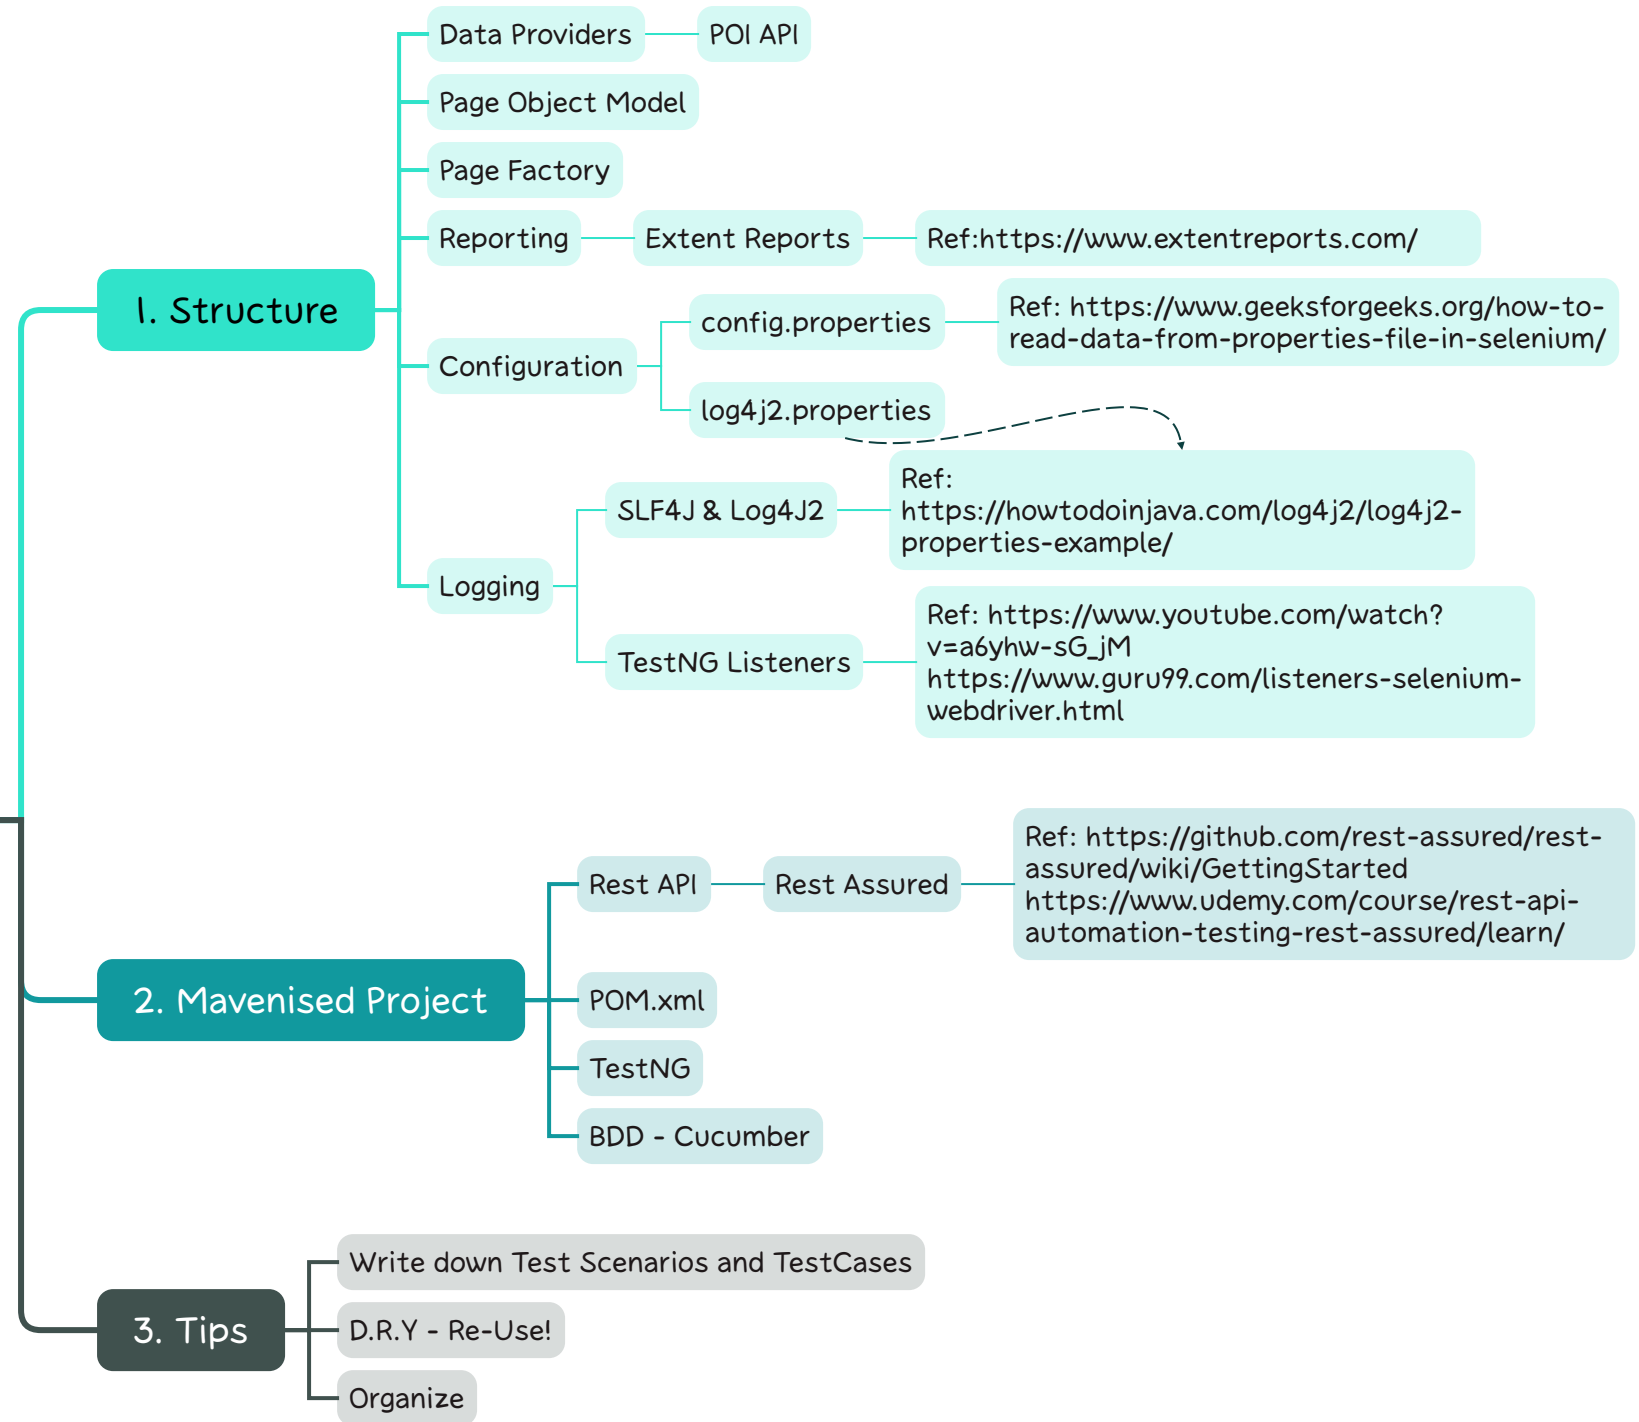 Data Providers
POI API
Page Object Model
Page Factory
Reporting
Extent Reports
Ref:https://www.extentreports.com/
1. Structure
Configuration
config.properties
Ref: https://www.geeksforgeeks.org/how-to-
read-data-from-properties-file-in-selenium/
log4j2.properties
Logging
SLF4J & Log4J2
Ref:
https://howtodoinjava.com/log4j2/log4j2-
properties-example/
TestNG Listeners
Ref: https://www.youtube.com/watch?
v=a6yhw-sG_jM
https://www.guru99.com/listeners-selenium-
webdriver.html
2. Mavenised Project
Rest API
Rest Assured
Ref: https://github.com/rest-assured/rest-
assured/wiki/GettingStarted
https://www.udemy.com/course/rest-api-
automation-testing-rest-assured/learn/
POM.xml
TestNG
BDD - Cucumber
3. Tips
Write down Test Scenarios and TestCases
D.R.Y - Re-Use!
Organize